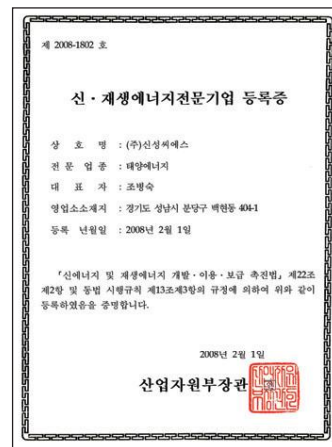 제 2008-1802 호
신 · 재생에너지전문기업 등록증
상 호 명 : (주)신성씨에스
전 문 업 종 : 태양에너지
대 표 자 : 조병숙
영업소소재지 : 경기도 성남시 분당구 백현동 404-1
등록 년월일 : 2008년 2월 1일
『신에너지 및 재생에너지 개발 · 이용 · 보급 촉진법』 제22조
제2항 및 동법 시행규칙 제13조제3항의 규정에 의하여 위와 같이
등록하였음을 증명합니다.
2008년 2월 1일
산업자원부장관